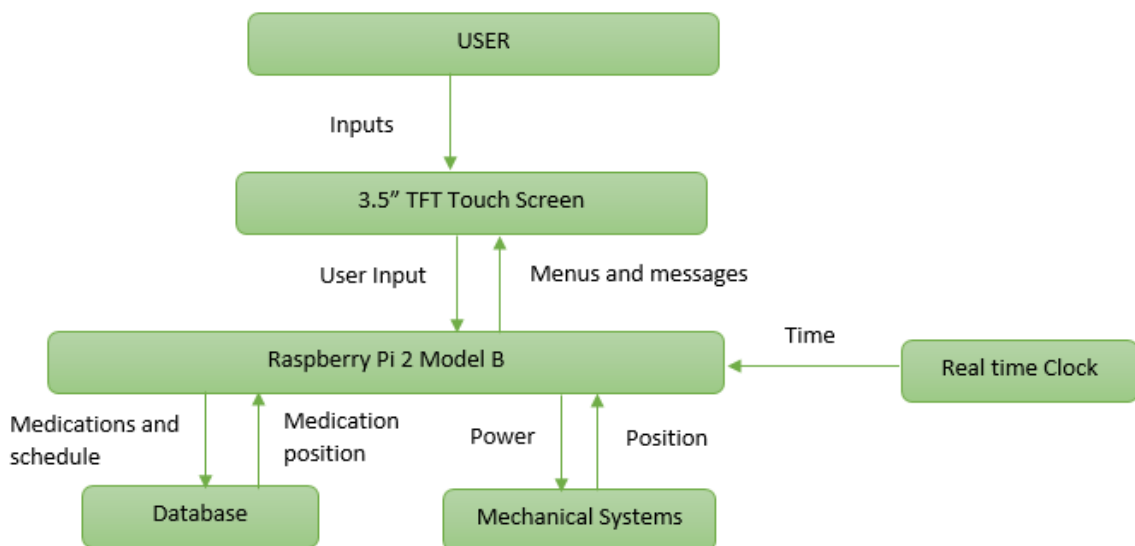 USER
Inputs
3.5” TFT Touch Screen
User Input
Menus and messages
Time
Raspberry Pi 2 Model B
Real time Clock
Medications and
schedule
Medication
position
Power
Position
Database
Mechanical Systems